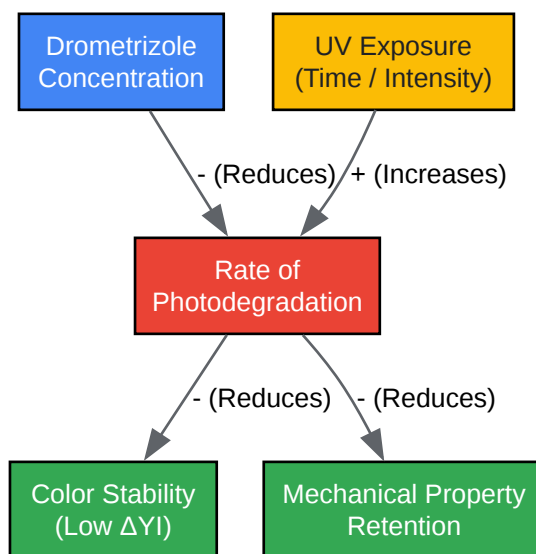 Drometrizole
Concentration
UV Exposure
(Time / Intensity)
- (Reduces)
+ (Increases)
Rate of
Photodegradation
- (Reduces)
- (Reduces)
Color Stability
(Low ΔYI)
Mechanical Property
Retention